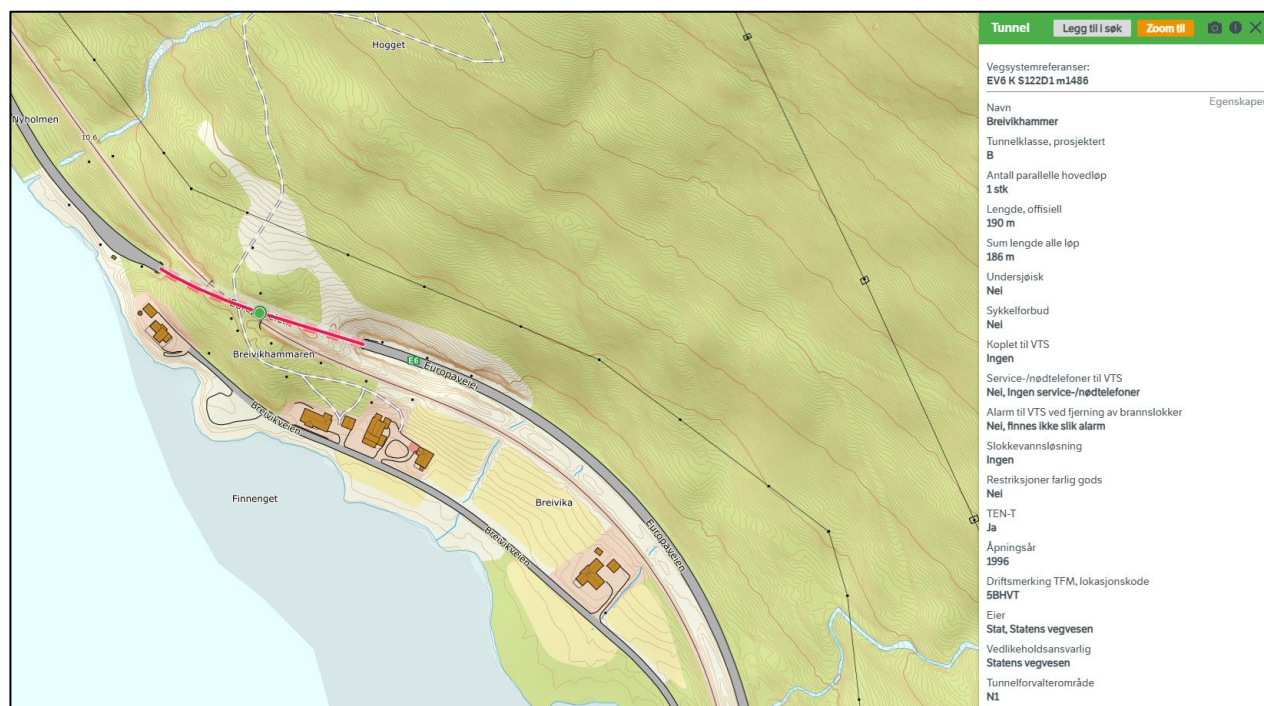 Hogget
Nyholmen
10.6
Breivikhammaren
E6
Europaveien
Breivikveien
Finnenget
Breivika
Breivikveien
Europaveien
Tunnel
Legg til i søk
Zoom til
Vegsystemreferanser:
EV6 K S122D1 m1486
Egenskaper
Navn
Breivikhammer
Tunnelklasse, prosjektert
B
Antall parallelle hovedløp
1 stk
Lengde, offisiell
190 m
Sum lengde alle løp
186 m
Undersjøisk
Nei
Sykkelforbud
Nei
Koplet til VTS
Ingen
Service-/nødtelefoner til VTS
Nei, Ingen service-/nødtelefoner
Alarm til VTS ved fjerning av brannslokker
Nei, finnes ikke slik alarm
Slokkevannsløsning
Ingen
Restriksjoner farlig gods
Nei
TEN-T
Ja
Åpningsår
1996
Driftsmerking TFM, lokasjonskode
5BHVT
Eier
Stat, Statens vegvesen
Vedlikeholdsansvarlig
Statens vegvesen
Tunnelforvalterområde
N1